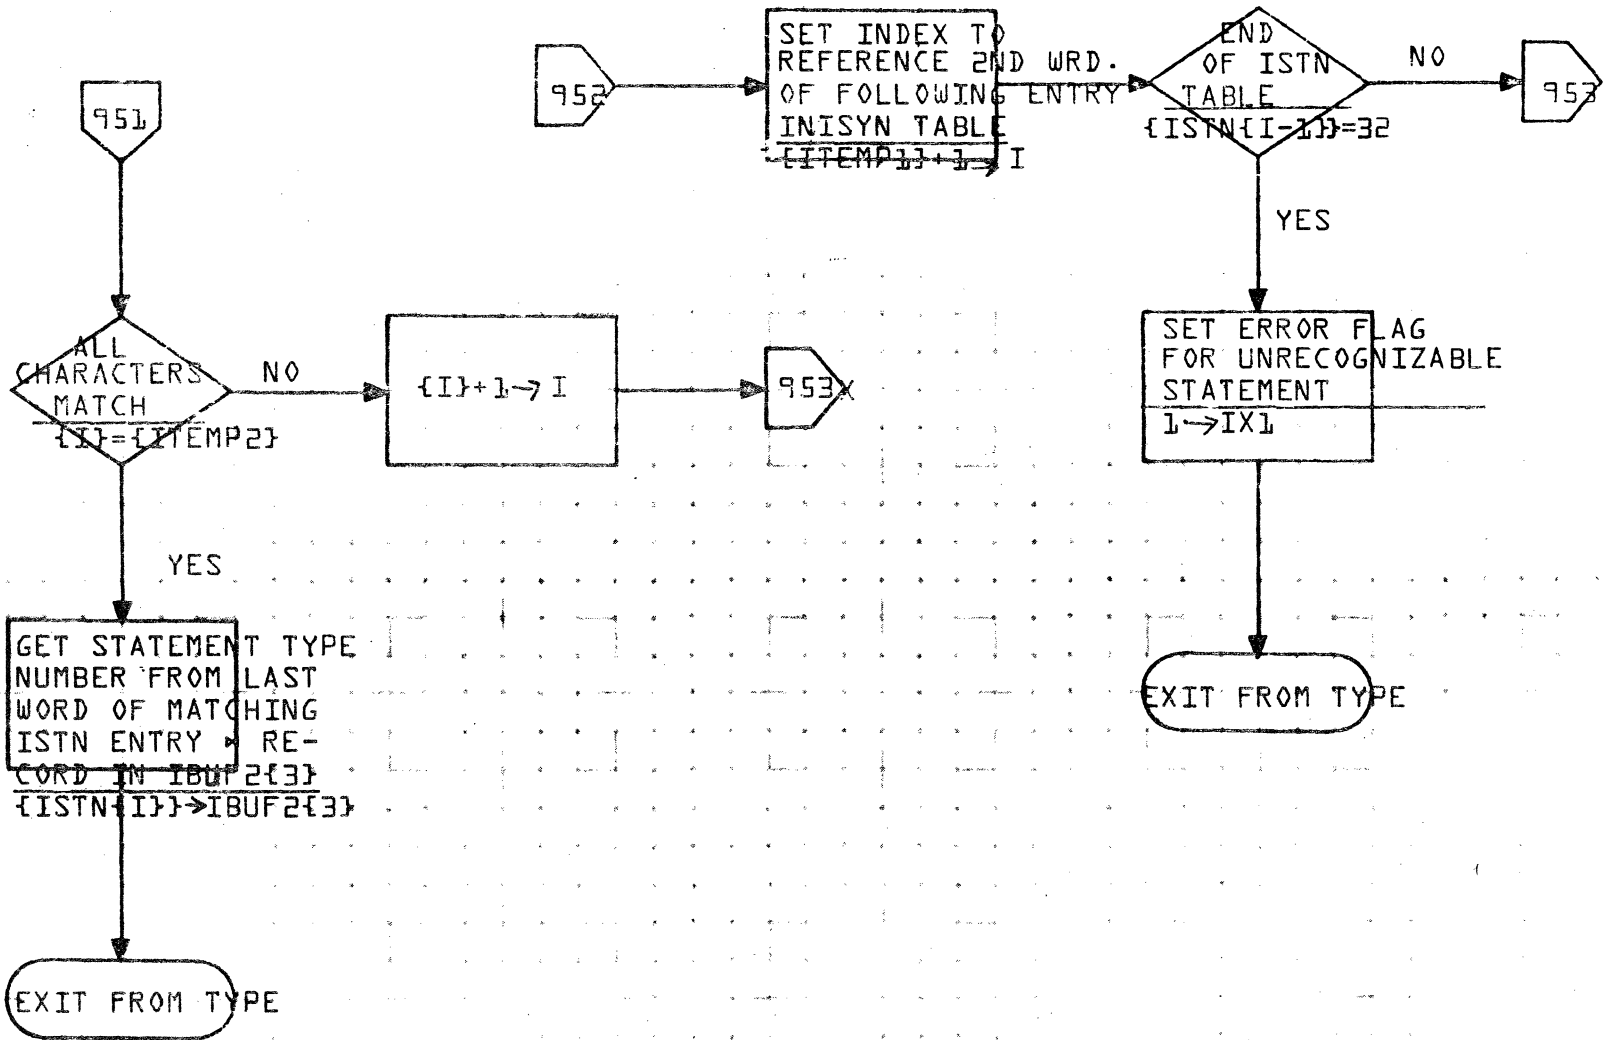 951
ALL
CHARACTERS
MATCH
{I}={ITEMP2}
NO
{I}+1→I
953X
YES
GET STATEMENT TYPE
NUMBER FROM LAST
WORD OF MATCHING
ISTN ENTRY RE-
CORD IN IBUF2{3}
{ISTN{I}}→IBUF2{3}
EXIT FROM TYPE
952
SET INDEX TO
REFERENCE 2ND WRD.
OF FOLLOWING ENTRY
INISYN TABLE
{ITEMP1}+1→I
END
OF ISTN
TABLE
{ISTN{I-1}}=32
NO
953
YES
SET ERROR FLAG
FOR UNRECOGNIZABLE
STATEMENT
1→IX1
EXIT FROM TYPE